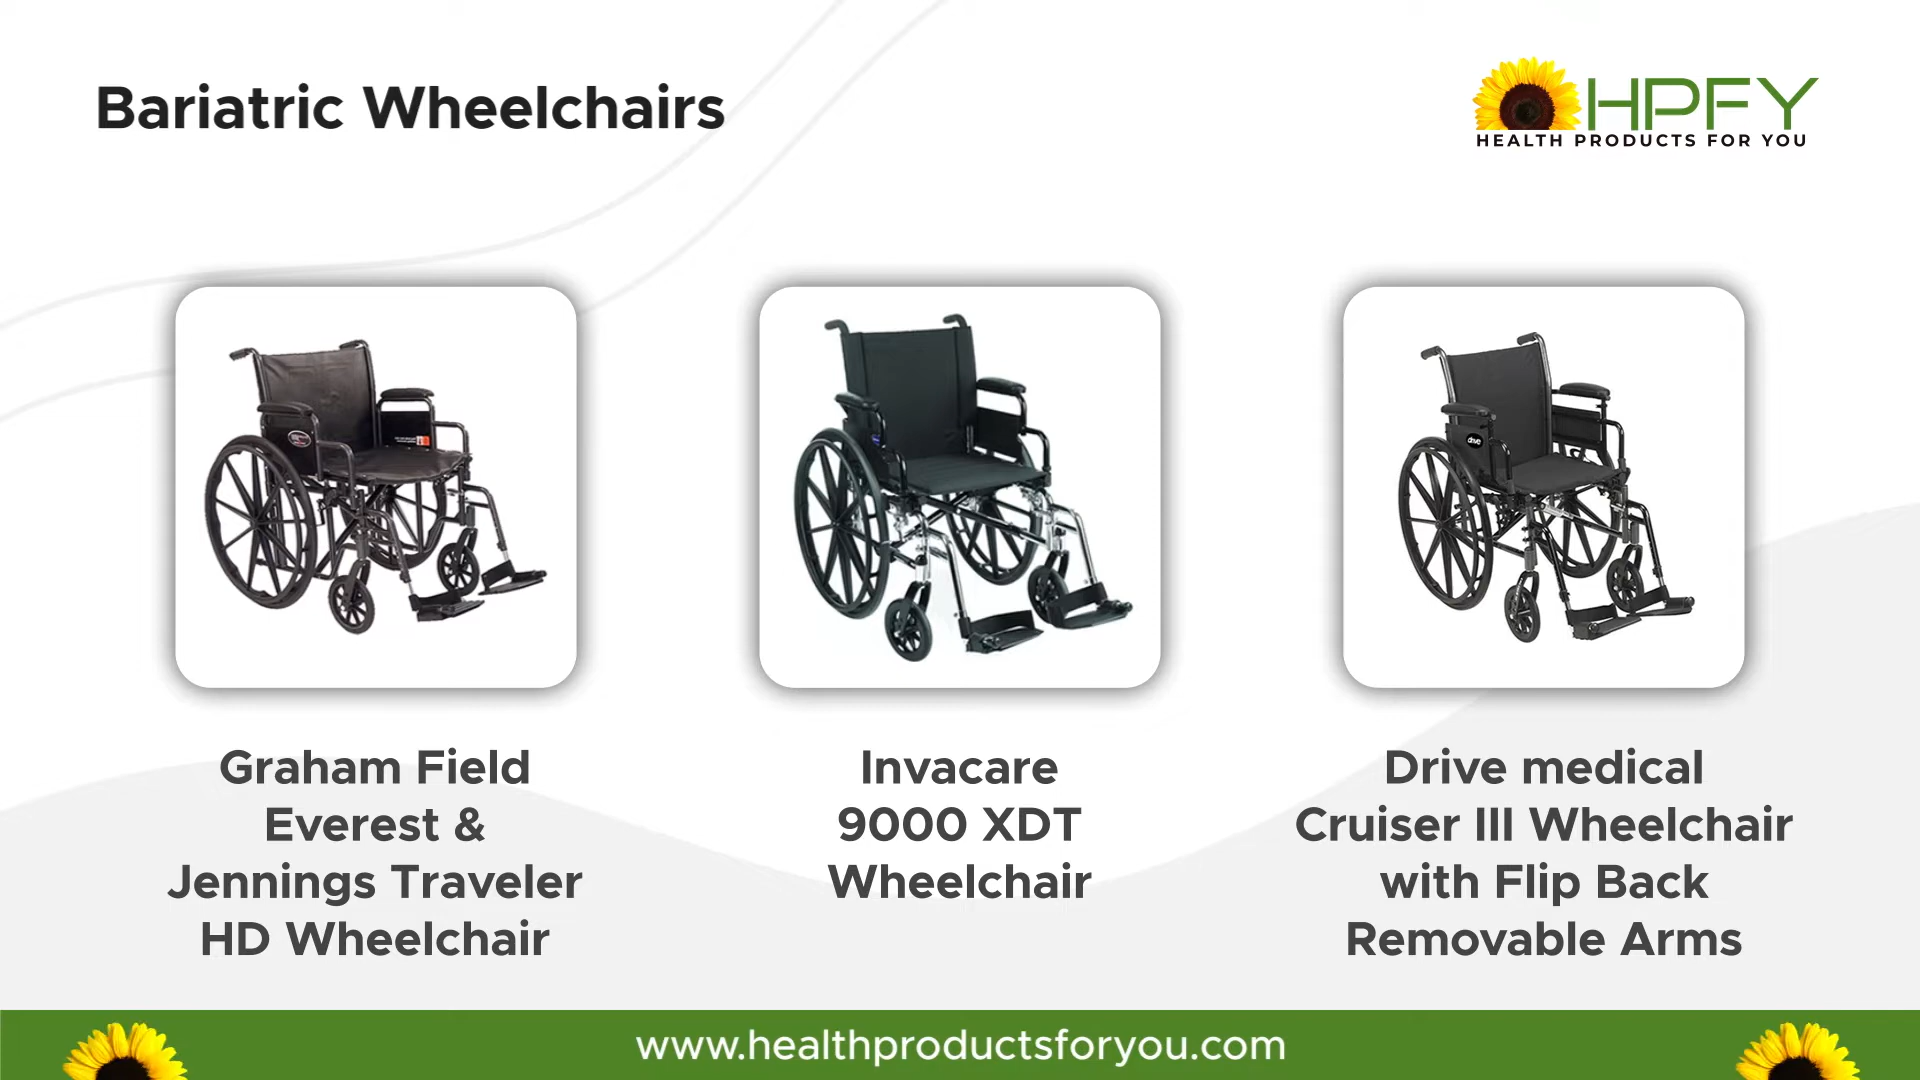 Bariatric Wheelchairs
HPFY
HEALTH PRODUCTS FOR YOU
drive
Graham Field
Everest &
Jennings Traveler
HD Wheelchair
Invacare
9000 XDT
Wheelchair
Drive medical
Cruiser III Wheelchair
with Flip Back
Removable Arms
www.healthproductsforyou.com